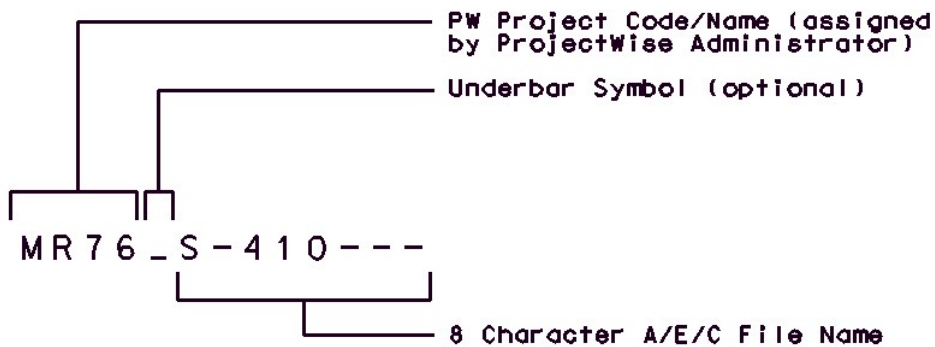 PW Project Code/Name (assigned
by ProjectWise Administrator)
Underbar Symbol (optional)
MR76_S-410---
8 Character A/E/C File Name